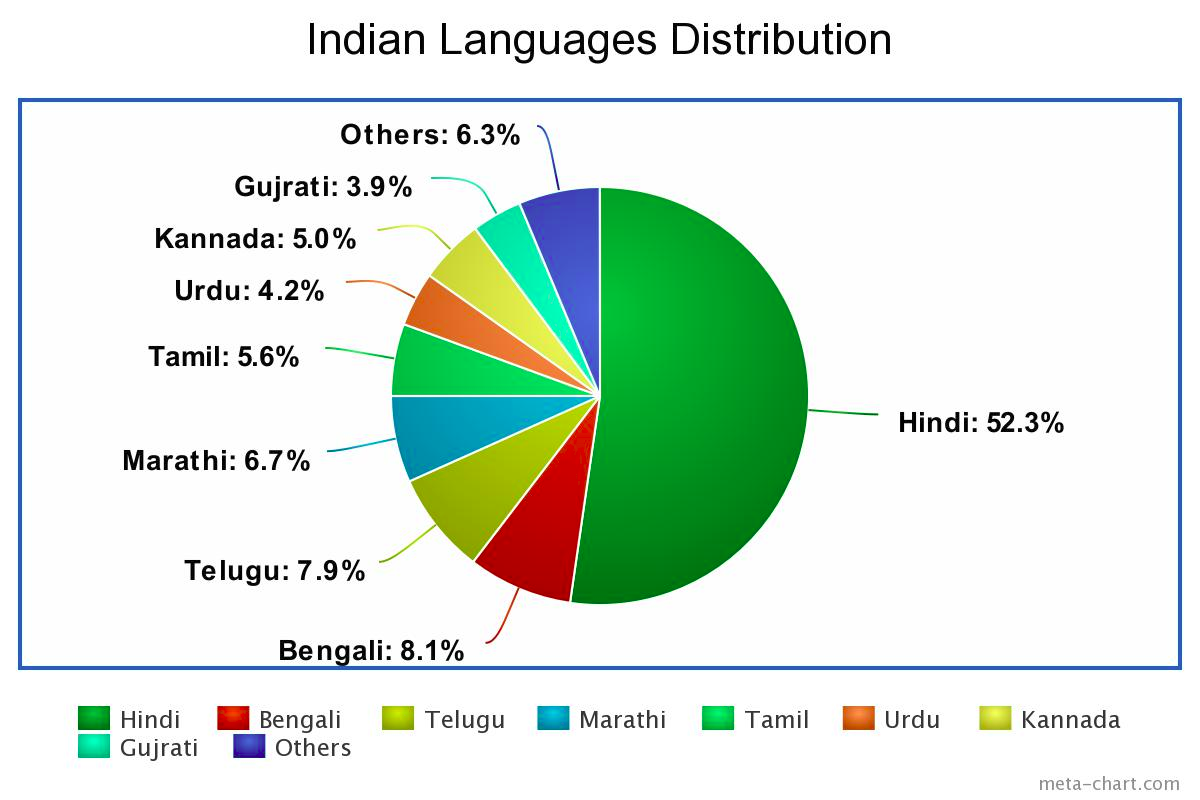 Indian Languages Distribution
Others: 6.3%
Gujrati: 3.9%
Kannada: 5.0%
Urdu: 4.2%
Tamil: 5.6%
Hindi: 52.3%
Marathi: 6.7%
Telugu: 7.9%
Bengali: 8.1%
Hindi Bengali Telugu Marathi Tamil Urdu Kannada
Gujrati Others
meta-chart.com